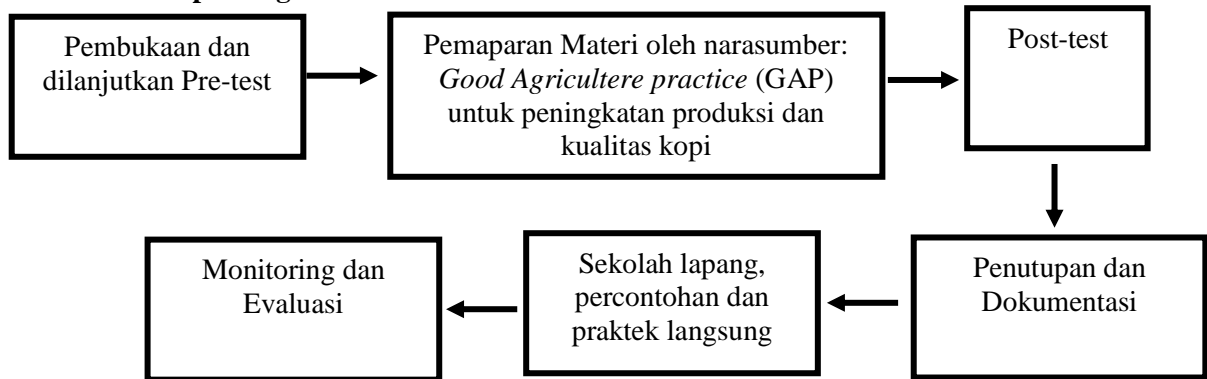 Pembukaan dan
dilanjutkan Pre-test
Pemaparan Materi oleh narasumber:
Good Agricultere practice (GAP)
untuk peningkatan produksi dan
kualitas kopi
Post-test
Penutupan dan
Dokumentasi
Sekolah lapang,
percontohan dan
praktek langsung
Monitoring dan
Evaluasi